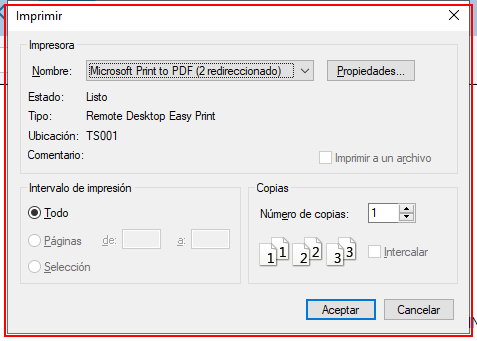 Imprimir
Impresora
Nombre: Microsoft Print to PDF (2 redireccionado) Propiedades...
Estado: Listo
Tipo: Remote Desktop Easy Print
Ubicación: TS001
Comentario:
Imprimir a un archivo
Intervalo de impresión
Todo
Páginas de: a:
Selección
Copias
Número de copias: 1
1 1 2 2 3 3
Intercalar
Aceptar Cancelar